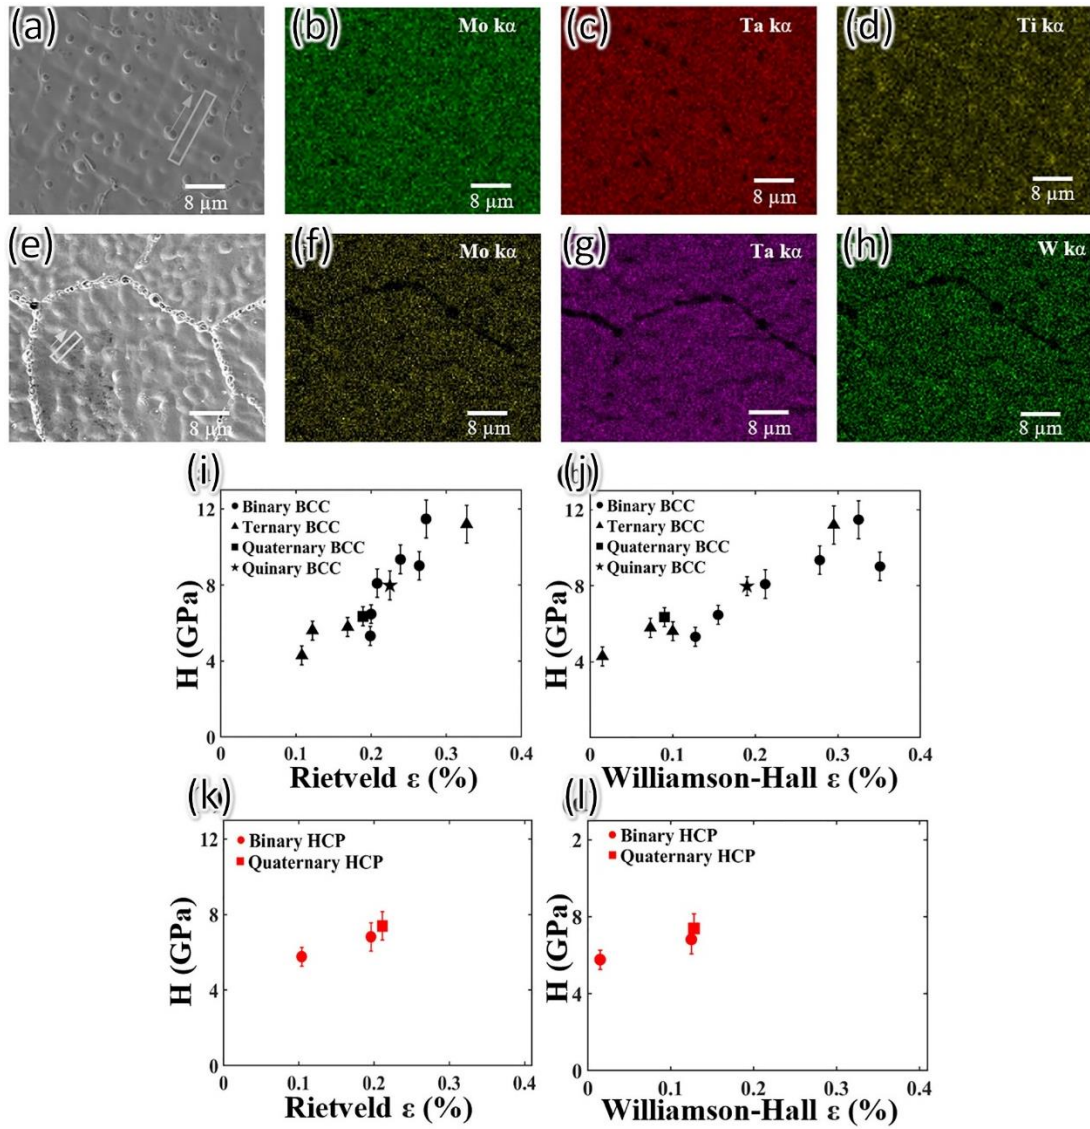 (a)
8 µm
(b)
Mo kα
8 µm
(c)
Ta kα
8 µm
(d)
Ti kα
8 µm
(e)
8 µm
(f)
Mo kα
8 µm
(g)
Ta kα
8 µm
(h)
W kα
8 µm
(i)
12
8
4
0
H (GPa)
Binary BCC
Ternary BCC
Quaternary BCC
Quinary BCC
0.1 0.2 0.3 0.4
Rietveld ε (%)
(j)
12
8
4
0
H (GPa)
Binary BCC
Ternary BCC
Quaternary BCC
Quinary BCC
0 0.1 0.2 0.3 0.4
Williamson-Hall ε (%)
(k)
12
8
4
0
H (GPa)
Binary HCP
Quaternary HCP
0 0.1 0.2 0.3 0.4
Rietveld ε (%)
(l)
2
8
4
0
H (GPa)
Binary HCP
Quaternary HCP
0 0.1 0.2 0.3 0.4
Williamson-Hall ε (%)